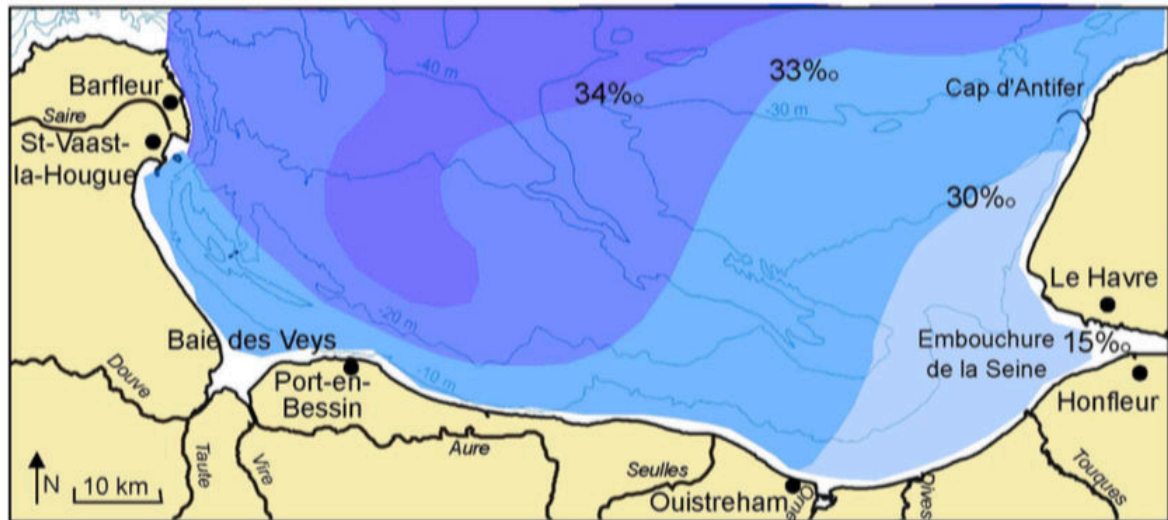 -40 m
33‰
Barfleur
34‰
Cap d'Antifer
-30 m
Saire
St-Vaast-
la-Hougue
30‰
Le Havre
-20 m
Baie des Veys
Embouchure
de la Seine
15‰
Douve
-10 m
Port-en-
Bessin
Honfleur
Aure
Taute
Vire
Seulles
Touques
N
10 km
Ouistreham
Orne
Dives